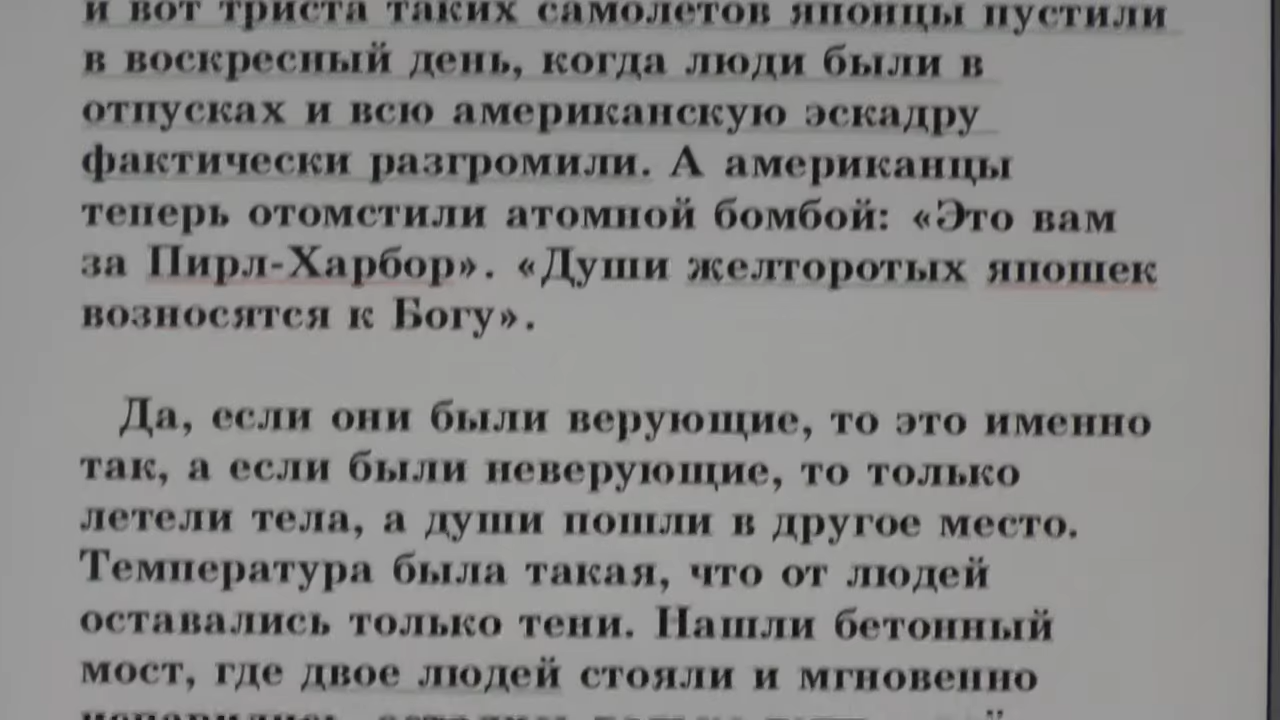 и вот триста таких самолетов японцы пустили
в воскресный день, когда люди были в
отпусках и всю американскую эскадру
фактически разгромили. А американцы
теперь отомстили атомной бомбой: «Это вам
за Пирл-Харбор». «Души желторотых япошек
возносятся к Богу».
Да, если они были верующие, то это именно
так, а если были неверующие, то только
летели тела, а души пошли в другое место.
Температура была такая, что от людей
оставались только тени. Нашли бетонный
мост, где двое людей стояли и мгновенно